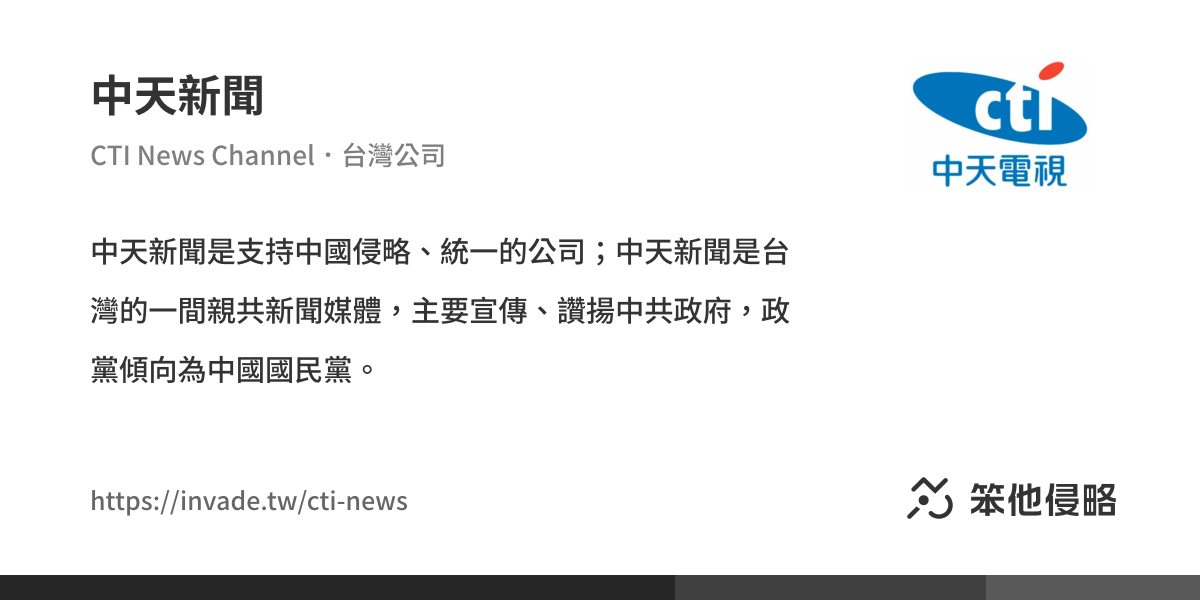 中天新聞
CTI News Channel・台灣公司
cti
中天電視
中天新聞是支持中國侵略、統一的公司；中天新聞是台
灣的一間親共新聞媒體，主要宣傳、讚揚中共政府，政
黨傾向為中國國民黨。
https://invade.tw/cti-news
笨他侵略